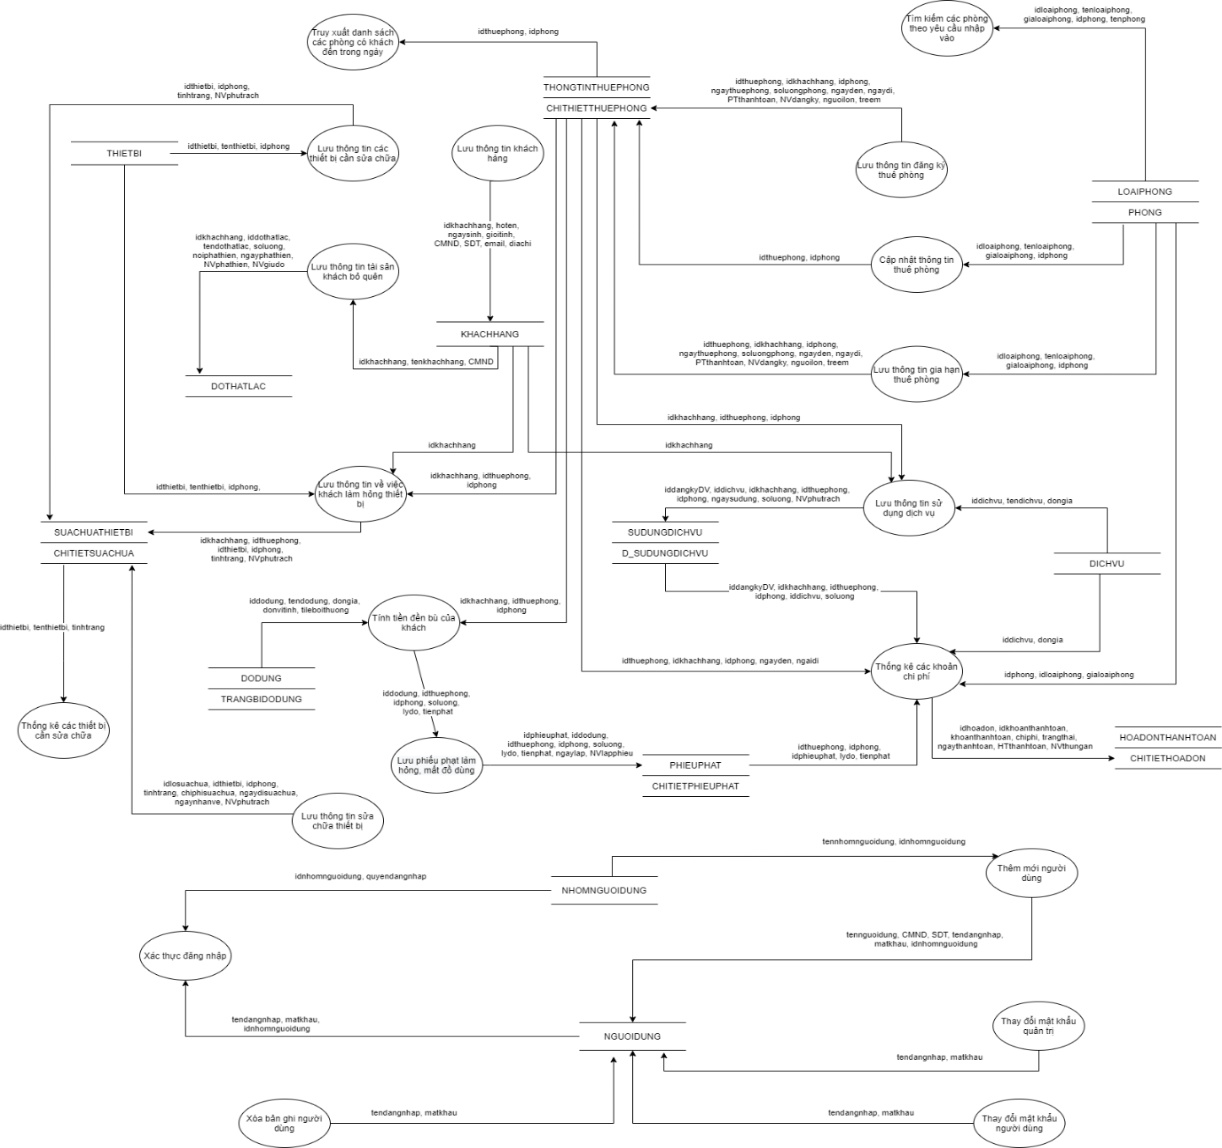 idloaiphong, tenloaiphong,
gialoaiphong, idphong, tenphong
Tìm kiếm các phòng
theo yêu cầu nhập
vào
Truy xuất danh sách
các phòng có khách
đến trong ngày
idthuephong, idphong
THONGTINTHUEPHONG
CHITHIETTHUEPHONG
idthuephong, idkhachhang, idphong,
ngaythuephong, soluongphong, ngayden, ngaydi,
PTthanhtoan, NVdangky, nguoilon, treem
idthietbi, idphong,
tinhtrang, NVphutrach
THIETBI
idthietbi, tenthietbi, idphong
Lưu thông tin các
thiết bị cần sửa chữa
Lưu thông tin khách
hàng
Lưu thông tin đăng ký
thuê phòng
LOAIPHONG
PHONG
idkhachhang, hoten,
ngaysinh, gioitinh,
CMND, SDT, email, diachi
idkhachhang, iddothatlac,
tendothatlac, soluong,
noiphathien, ngayphathien,
NVphathien, NVgiudo
Lưu thông tin tài sản
khách bỏ quên
idthuephong, idphong
Cập nhật thông tin
thuê phòng
idloaiphong, tenloaiphong,
gialoaiphong, idphong
KHACHHANG
idkhachhang, tenkhachhang, CMND
DOTHATLAC
idthuephong, idkhachhang, idphong,
ngaythuephong, soluongphong, ngayden, ngaydi,
PTthanhtoan, NVdangky, nguoilon, treem
Lưu thông tin gia hạn
thuê phòng
idloaiphong, tenloaiphong,
gialoaiphong, idphong
idkhachhang, idthuephong, idphong
idkhachhang
idkhachhang
idthietbi, tenthietbi, idphong,
Lưu thông tin về việc
khách làm hỏng thiết
bị
idkhachhang, idthuephong,
idphong
iddangkyDV, iddichvu, idkhachhang, idthuephong,
idphong, ngaysudung, soluong, NVphutrach
Lưu thông tin sử
dụng dịch vụ
iddichvu, tendichvu, dongia
SUACHUATHIETBI
CHITIETSUACHUA
idkhachhang, idthuephong,
idthietbi, idphong,
tinhtrang, NVphutrach
SUDUNGDICHVU
D_SUDUNGDICHVU
DICHVU
iddangkyDV, idkhachhang, idthuephong,
idphong, iddichvu, soluong
iddodung, tendodung, dongia,
donvitinh, tileboithuong
Tính tiền đền bù của
khách
idkhachhang, idthuephong,
idphong
idthietbi, tenthietbi, tinhtrang
iddichvu, dongia
idthuephong, idkhachhang, idphong, ngayden, ngaidi
Thống kê các khoản
chi phí
idphong, idloaiphong, gialoaiphong
DODUNG
TRANGBIDODUNG
iddodung, idthuephong,
idphong, soluong,
lydo, tienphat
Thống kê các thiết bị
cần sửa chữa
Lưu phiếu phạt làm
hỏng, mất đồ dùng
idphieuphat, iddodung,
idthuephong, idphong, soluong,
lydo, tienphat, ngaylap, NVlapphieu
PHIEUPHAT
CHITIETPHIEUPHAT
idthuephong, idphong,
idphieuphat, lydo, tienphat
idhoadon, idkhoanthanhtoan,
khoanthanhtoan, chiphi, trangthai,
ngaythanhtoan, HTthanhtoan, NVthungan
HOADONTHANHTOAN
CHITIETHOADON
idlosuachua, idthietbi, idphong,
tinhtrang, chiphisuachua, ngaydisuachua,
ngaynhanve, NVphutrach
Lưu thông tin sửa
chữa thiết bị
tennhomnguoidung, idnhomnguoidung
Thêm mới người
dùng
idnhomnguoidung, quyendangnhap
NHOMNGUOIDUNG
tennguoidung, CMND, SDT, tendangnhap,
matkhau, idnhomnguoidung
Xác thực đăng nhập
tendangnhap, matkhau,
idnhomnguoidung
NGUOIDUNG
Thay đổi mật khẩu
quản trị
tendangnhap, matkhau
Xóa bản ghi người
dùng
tendangnhap, matkhau
tendangnhap, matkhau
Thay đổi mật khẩu
người dùng